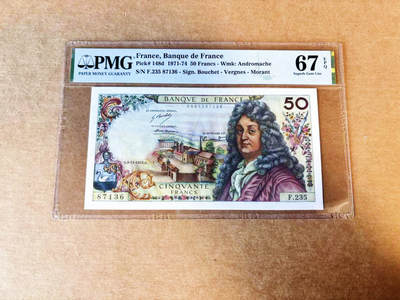 PMG
PAPER MONEY GUARANTY
France, Banque de France
Pick# 148d 1971-74 50 Francs - Wmk: Andromache
S/N F.235 87136 - Sign. Bouchet - Vergnes - Morant
67 EPQ
Superb Gem Unc
BANQUE DE FRANCE
50
CINQUANTE
FRANCS
87136
F.235